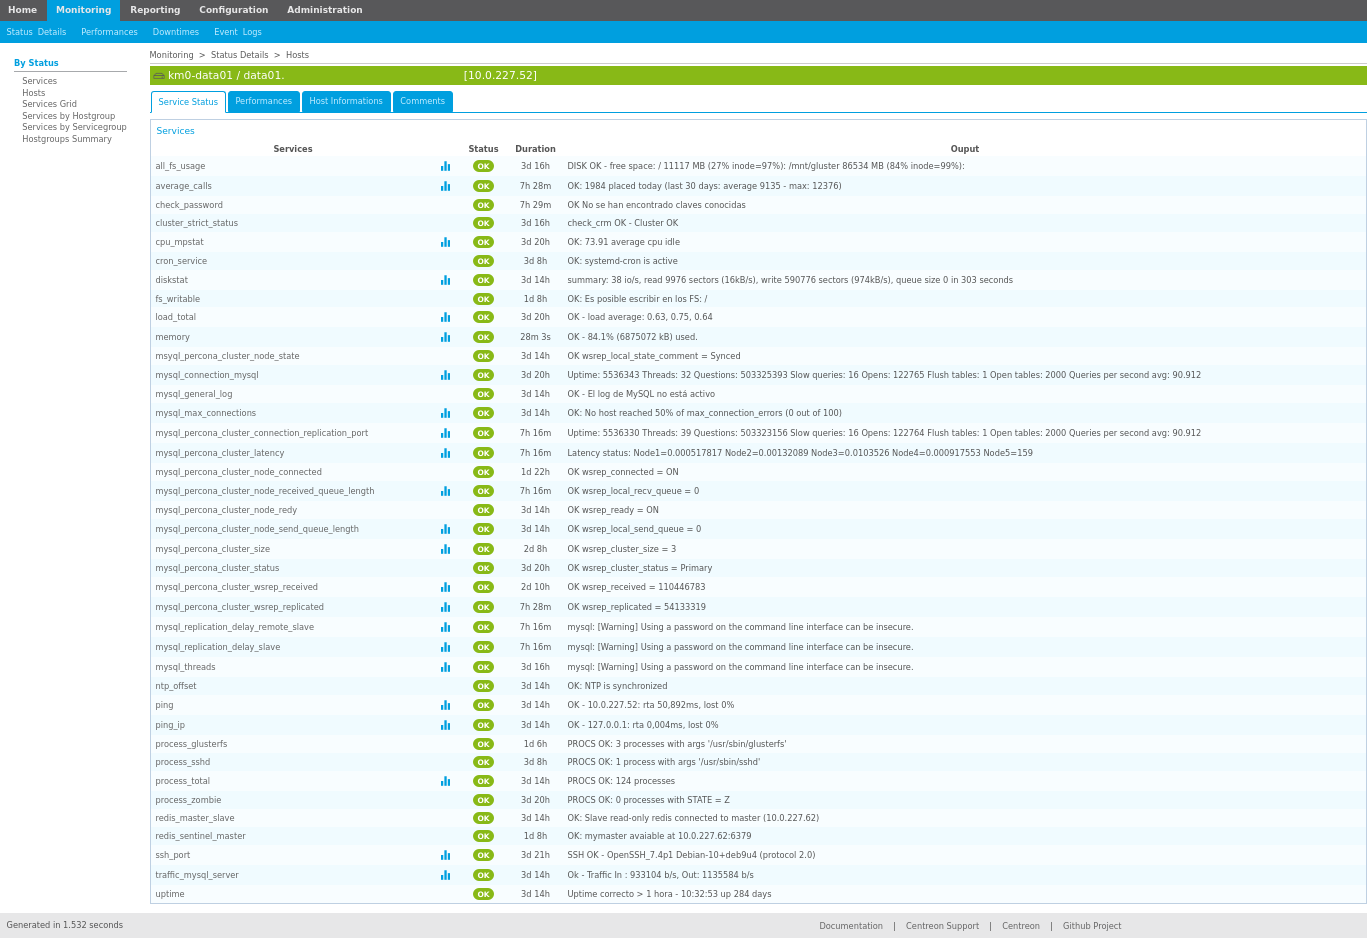 Home Monitoring Reporting Configuration Administration
Status Details Performances Downtimes Event Logs
By Status
Services
Hosts
Services Grid
Services by Hostgroup
Services by Servicegroup
Hostgroups Summary
Monitoring > Status Details > Hosts
km0-data01 / data01. [10.0.227.52]
Service Status Performances Host Informations Comments
Services
Services Status Duration Ouput
all_fs_usage OK 3d 16h DISK OK - free space: / 11117 MB (27% inode=97%): /mnt/gluster 86534 MB (84% inode=99%):
average_calls OK 7h 28m OK: 1984 placed today (last 30 days: average 9135 - max: 12376)
check_password OK 7h 29m OK No se han encontrado claves conocidas
cluster_strict_status OK 3d 16h check_crm OK - Cluster OK
cpu_mpstat OK 3d 20h OK: 73.91 average cpu idle
cron_service OK 3d 8h OK: systemd-cron is active
diskstat OK 3d 14h summary: 38 io/s, read 9976 sectors (16kB/s), write 590776 sectors (974kB/s), queue size 0 in 303 seconds
fs_writable OK 1d 8h OK: Es posible escribir en los FS: /
load_total OK 3d 20h OK - load average: 0.63, 0.75, 0.64
memory OK 28m 3s OK - 84.1% (6875072 kB) used.
msyql_percona_cluster_node_state OK 3d 14h OK wsrep_local_state_comment = Synced
mysql_connection_mysql OK 3d 20h Uptime: 5536343 Threads: 32 Questions: 503325393 Slow queries: 16 Opens: 122765 Flush tables: 1 Open tables: 2000 Queries per second avg: 90.912
mysql_general_log OK 3d 14h OK - El log de MySQL no está activo
mysql_max_connections OK 3d 14h OK: No host reached 50% of max_connection_errors (0 out of 100)
mysql_percona_cluster_connection_replication_port OK 7h 16m Uptime: 5536330 Threads: 39 Questions: 503323156 Slow queries: 16 Opens: 122764 Flush tables: 1 Open tables: 2000 Queries per second avg: 90.912
mysql_percona_cluster_latency OK 7h 16m Latency status: Node1=0.000517817 Node2=0.00132089 Node3=0.0103526 Node4=0.000917553 Node5=159
mysql_percona_cluster_node_connected OK 1d 22h OK wsrep_connected = ON
mysql_percona_cluster_node_received_queue_length OK 7h 16m OK wsrep_local_recv_queue = 0
mysql_percona_cluster_node_redy OK 3d 14h OK wsrep_ready = ON
mysql_percona_cluster_node_send_queue_length OK 3d 14h OK wsrep_local_send_queue = 0
mysql_percona_cluster_size OK 2d 8h OK wsrep_cluster_size = 3
mysql_percona_cluster_status OK 3d 20h OK wsrep_cluster_status = Primary
mysql_percona_cluster_wsrep_received OK 2d 10h OK wsrep_received = 110446783
mysql_percona_cluster_wsrep_replicated OK 7h 28m OK wsrep_replicated = 54133319
mysql_replication_delay_remote_slave OK 7h 16m mysql: [Warning] Using a password on the command line interface can be insecure.
mysql_replication_delay_slave OK 7h 16m mysql: [Warning] Using a password on the command line interface can be insecure.
mysql_threads OK 3d 16h mysql: [Warning] Using a password on the command line interface can be insecure.
ntp_offset OK 3d 14h OK: NTP is synchronized
ping OK 3d 14h OK - 10.0.227.52: rta 50,892ms, lost 0%
ping_ip OK 3d 14h OK - 127.0.0.1: rta 0,004ms, lost 0%
process_glusterfs OK 1d 6h PROCS OK: 3 processes with args '/usr/sbin/glusterfs'
process_sshd OK 3d 8h PROCS OK: 1 process with args '/usr/sbin/sshd'
process_total OK 3d 14h PROCS OK: 124 processes
process_zombie OK 3d 20h PROCS OK: 0 processes with STATE = Z
redis_master_slave OK 3d 14h OK: Slave read-only redis connected to master (10.0.227.62)
redis_sentinel_master OK 1d 8h OK: mymaster avaiable at 10.0.227.62:6379
ssh_port OK 3d 21h SSH OK - OpenSSH_7.4p1 Debian-10+deb9u4 (protocol 2.0)
traffic_mysql_server OK 3d 14h Ok - Traffic In : 933104 b/s, Out: 1135584 b/s
uptime OK 3d 14h Uptime correcto > 1 hora - 10:32:53 up 284 days
Generated in 1.532 seconds Documentation | Centreon Support | Centreon | Github Project